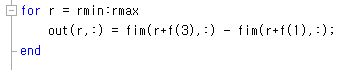 for r = rmin:rmax
out(r,:) = fim(r+f(3),:) - fim(r+f(1),:);
end